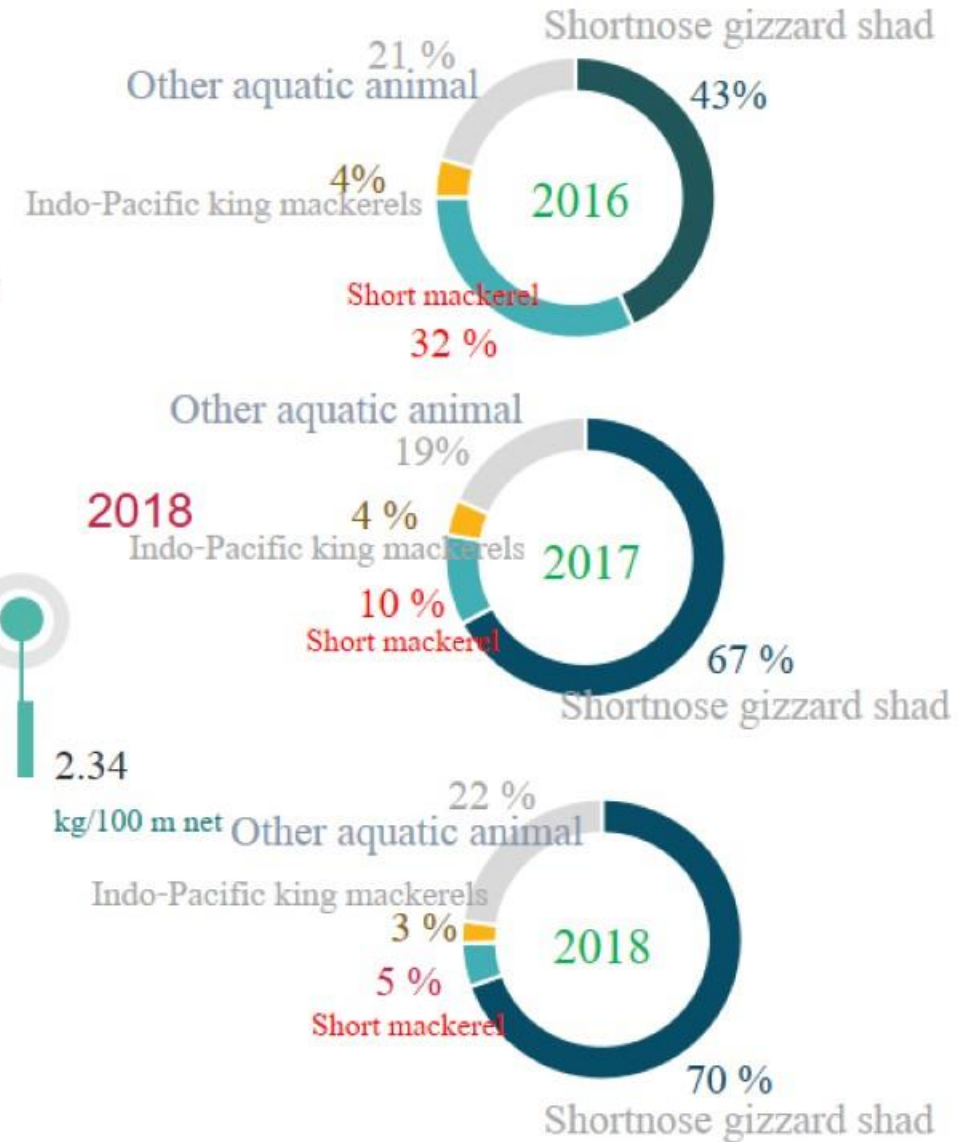 Shortnose gizzard shad
43%
21 %
Other aquatic animal
4%
Indo-Pacific king mackerels
2016
Short mackerel
32 %
Other aquatic animal
19%
2018
4 %
Indo-Pacific king mackerels
2017
10 %
Short mackerel
67 %
Shortnose gizzard shad
2.34
kg/100 m net
22 %
Other aquatic animal
Indo-Pacific king mackerels
3 %
2018
5 %
Short mackerel
70 %
Shortnose gizzard shad